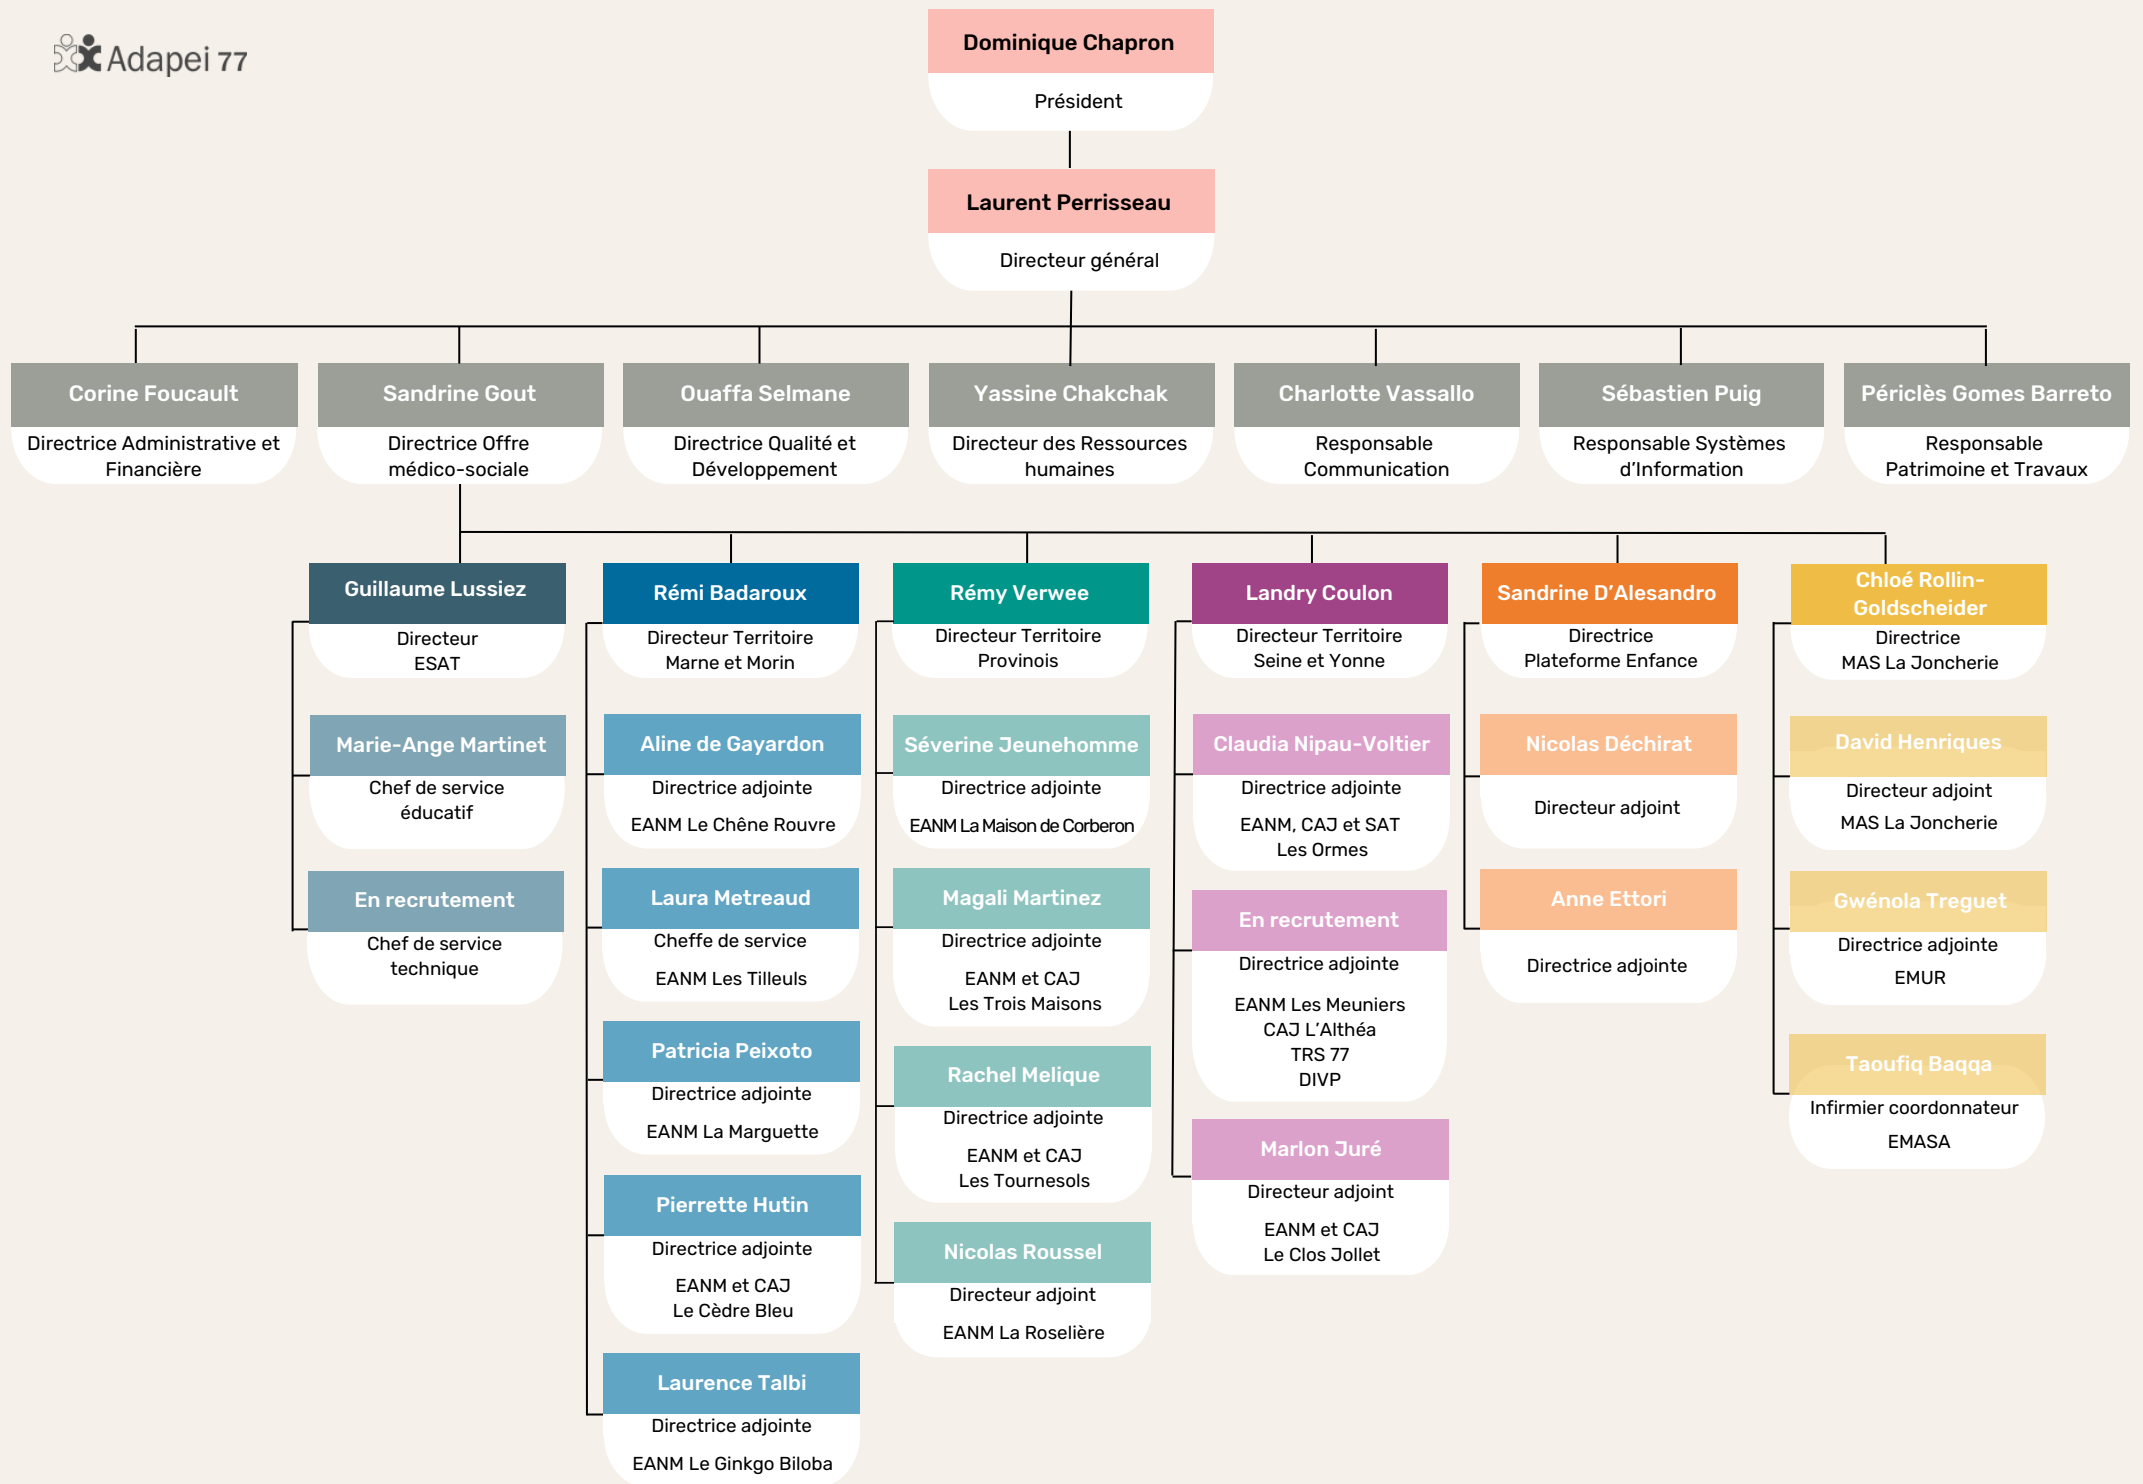 Adapei 77
Dominique Chapron
Président
Laurent Perrisseau
Directeur général
Corine Foucault
Directrice Administrative et
Financière
Sandrine Gout
Directrice Offre
médico-sociale
Ouaffa Selmane
Directrice Qualité et
Développement
Yassine Chakchak
Directeur des Ressources
humaines
Charlotte Vassallo
Responsable
Communication
Sébastien Puig
Responsable Systèmes
d'Information
Périclès Gomes Barreto
Responsable
Patrimoine et Travaux
Guillaume Lussiez
Directeur
ESAT
Marie-Ange Martinet
Chef de service
éducatif
En recrutement
Chef de service
technique
Rémi Badaroux
Directeur Territoire
Marne et Morin
Aline de Gayardon
Directrice adjointe
EANM Le Chêne Rouvre
Laura Metreaud
Cheffe de service
EANM Les Tilleuls
Patricia Peixoto
Directrice adjointe
EANM La Marguette
Pierrette Hutin
Directrice adjointe
EANM et CAJ
Le Cèdre Bleu
Laurence Talbi
Directrice adjointe
EANM Le Ginkgo Biloba
Rémy Verwee
Directeur Territoire
Provinois
Séverine Jeunehomme
Directrice adjointe
EANM La Maison de Corberon
Magali Martinez
Directrice adjointe
EANM et CAJ
Les Trois Maisons
Rachel Melique
Directrice adjointe
EANM et CAJ
Les Tournesols
Nicolas Roussel
Directeur adjoint
EANM La Roselière
Landry Coulon
Directeur Territoire
Seine et Yonne
Claudia Nipau-Voltier
Directrice adjointe
EANM, CAJ et SAT
Les Ormes
En recrutement
Directrice adjointe
EANM Les Meuniers
CAJ L'Althéa
TRS 77
DIVP
Marlon Juré
Directeur adjoint
EANM et CAJ
Le Clos Jollet
Sandrine D'Alesandro
Directrice
Plateforme Enfance
Nicolas Déchirat
Directeur adjoint
Anne Ettori
Directrice adjointe
Chloé Rollin-
Goldscheider
Directrice
MAS La Joncherie
David Henriques
Directeur adjoint
MAS La Joncherie
Gwénola Treguet
Directrice adjointe
EMUR
Taoufiq Baqqa
Infirmier coordonnateur
EMASA